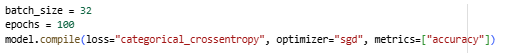 batch_size = 32
epochs = 100
model.compile(loss="categorical_crossentropy", optimizer="sgd", metrics=["accuracy"])